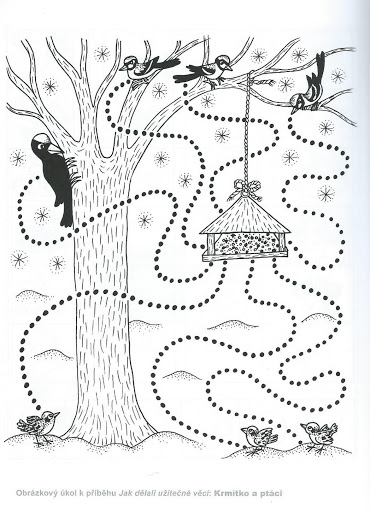 Obrázkový úkol k příběhu Jak dělali užitečné věci: Krmítko a ptáci